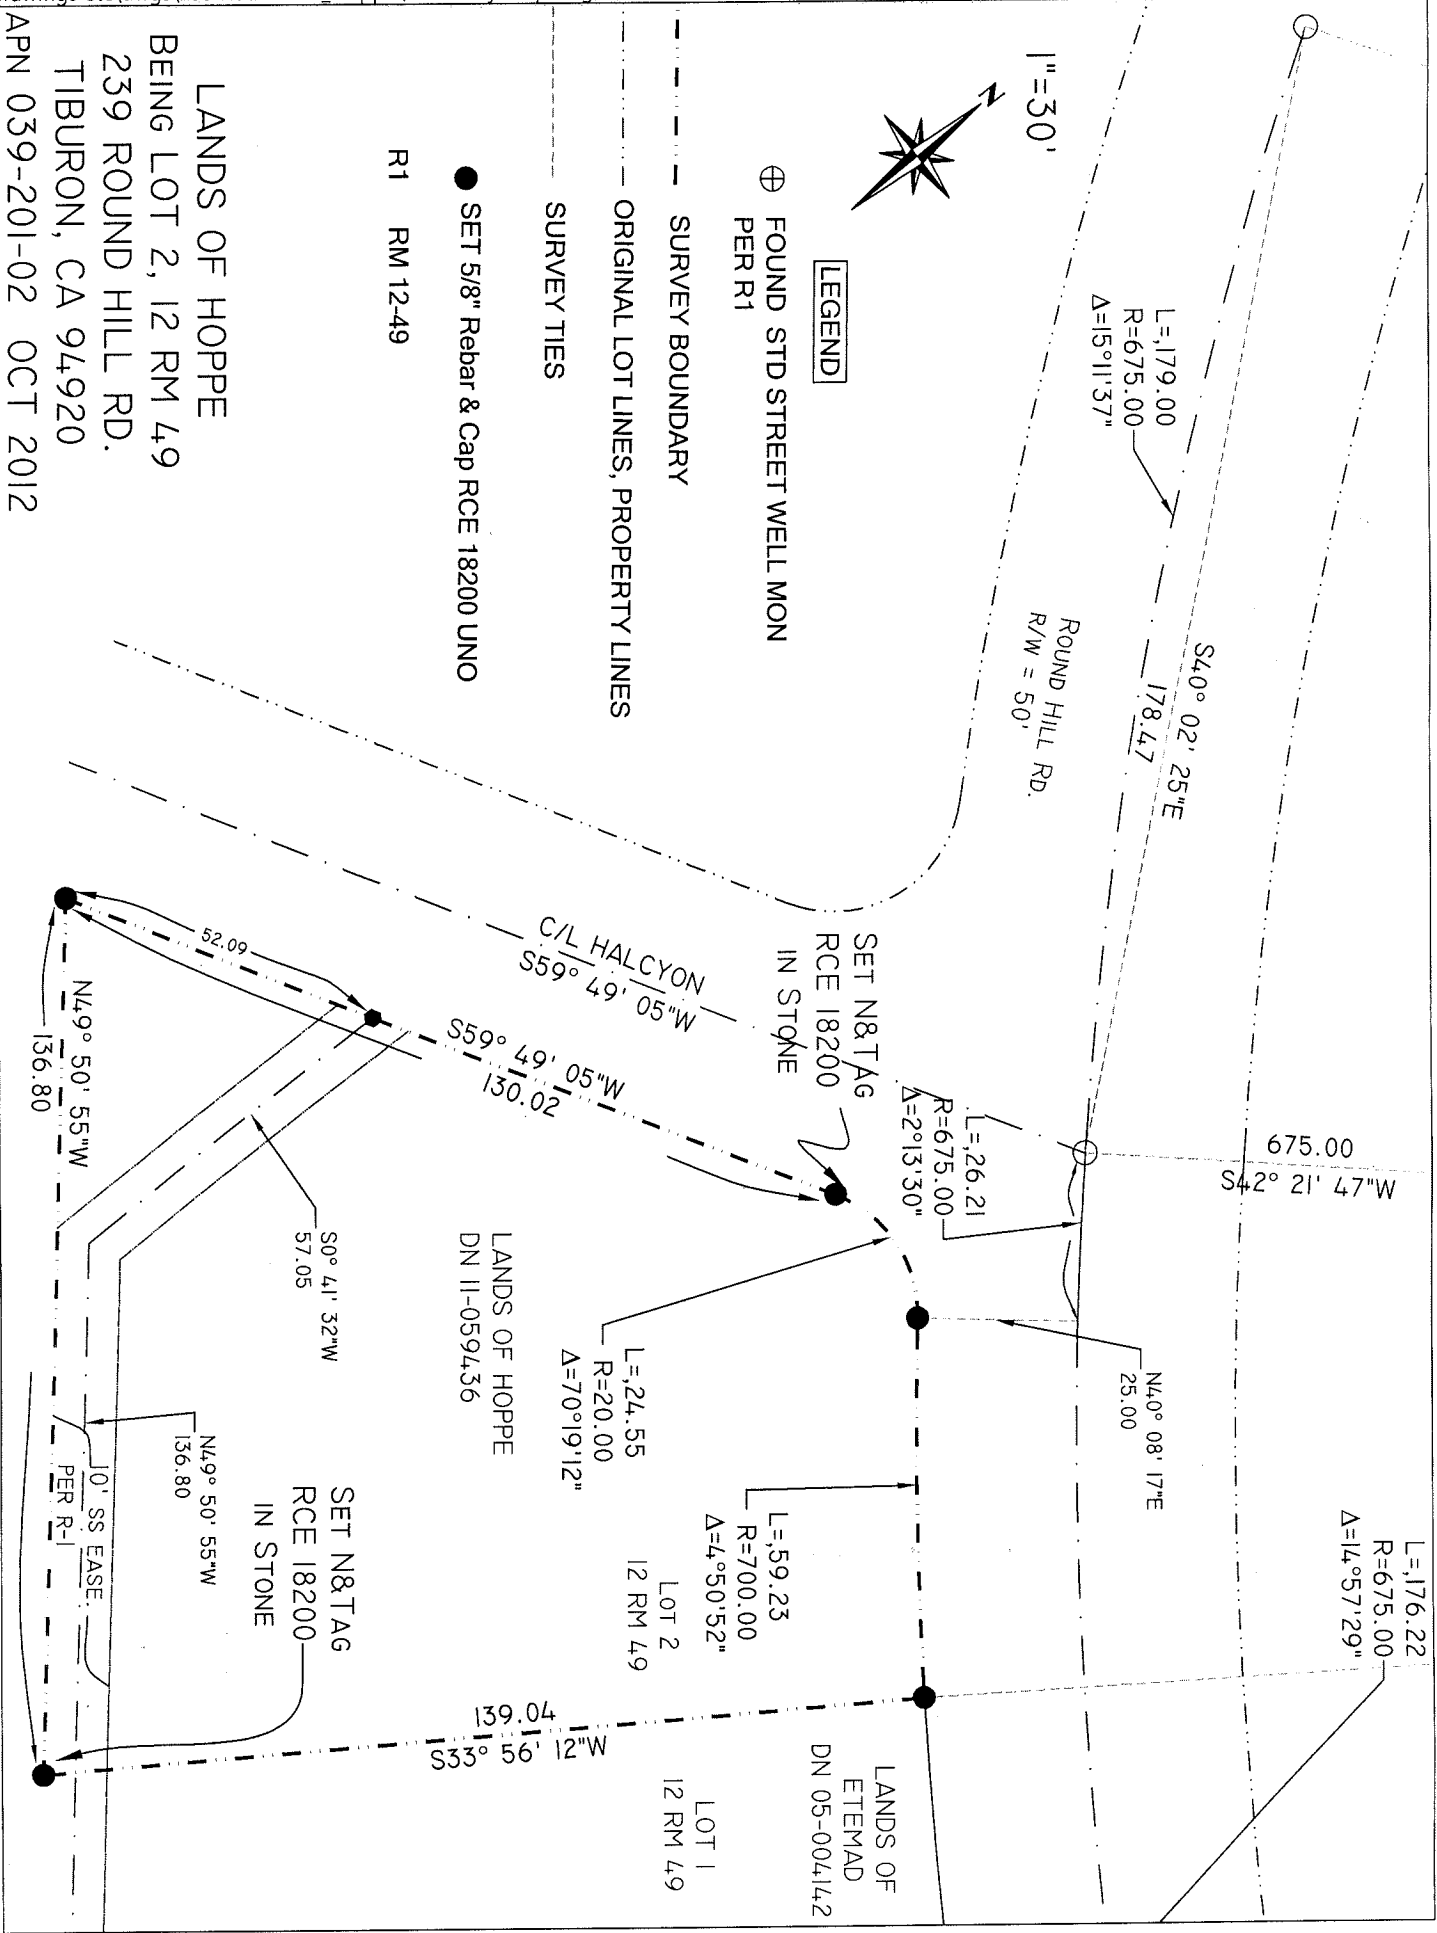 1"=30'
N
LEGEND
FOUND STD STREET WELL MON
PER R1
SURVEY BOUNDARY
ORIGINAL LOT LINES, PROPERTY LINES
SURVEY TIES
SET 5/8" Rebar & Cap RCE 18200 UNO
R1 RM 12-49
LANDS OF HOPPE
BEING LOT 2, 12 RM 49
239 ROUND HILL RD.
TIBURON, CA 94920
APN 039-201-02 OCT 2012
L=,179.00
R=675.00
Δ=15°11'37"
S40° 02' 25"E
178.47
ROUND HILL RD.
R/W = 50'
C/L HALCYON
S59° 49' 05"W
SET N&TAG
RCE 18200
IN STONE
L=,26.21
R=675.00
Δ=2°13'30"
675.00
S42° 21' 47"W
N40° 08' 17"E
25.00
L=,176.22
R=675.00
Δ=14°57'29"
52.09
S59° 49' 05"W
130.02
N49° 50' 55"W
136.80
S0° 41' 32"W
57.05
LANDS OF HOPPE
DN 11-059436
L=,24.55
R=20.00
Δ=70°19'12"
L=,59.23
R=700.00
Δ=4°50'52"
LOT 2
12 RM 49
N49° 50' 55"W
136.80
10' SS EASE.
PER R-1
SET N&TAG
RCE 18200
IN STONE
139.04
S33° 56' 12"W
LANDS OF
ETEMAD
DN 05-004142
LOT 1
12 RM 49